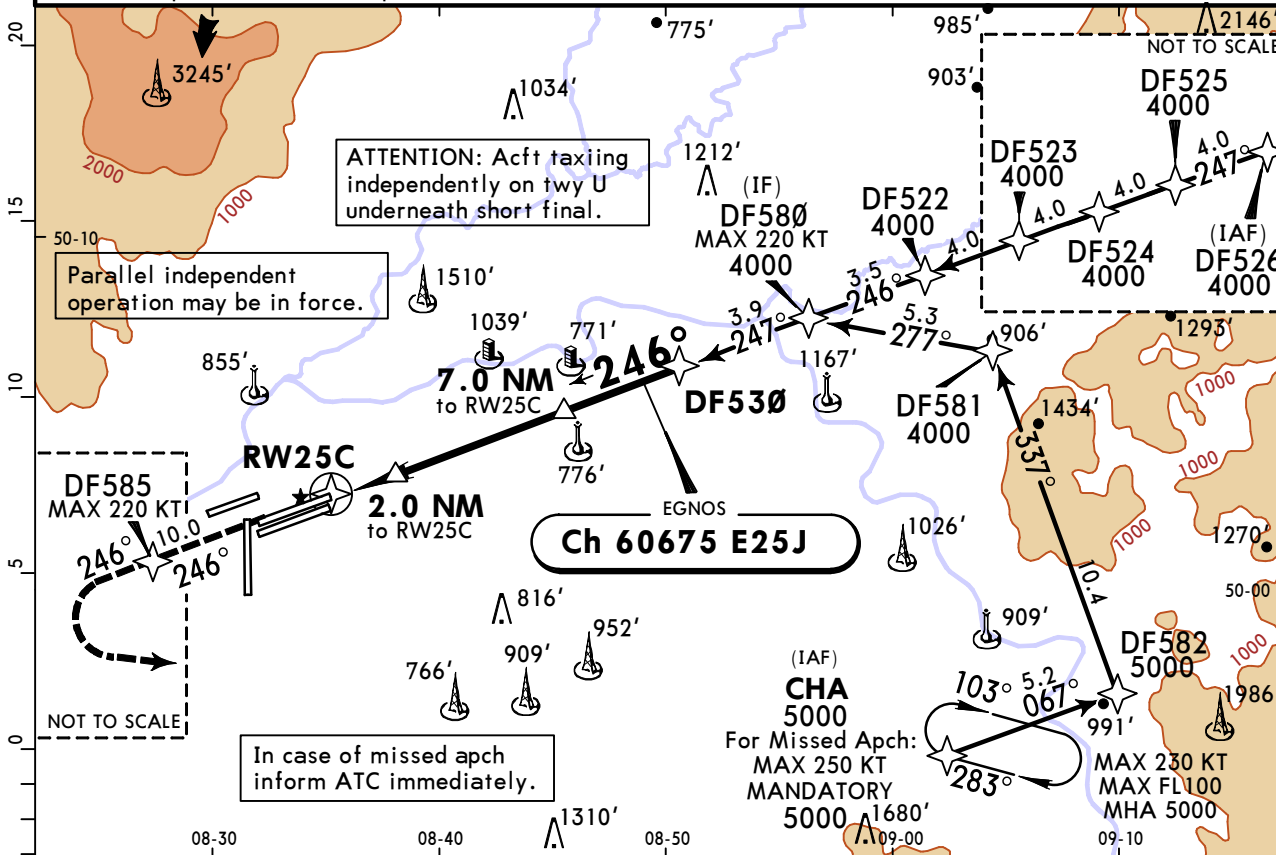 20
15
10
5
0
3245'
2000
1000
775'
985'
903'
2146'
NOT TO SCALE
DF525
4000
1034'
ATTENTION: Acft taxiing
independently on twy U
underneath short final.
1212'
(IF)
DF580
MAX 220 KT
4000
DF522
4000
DF523
4000
4.0
247°
4.0
4.0
4.0
DF524
4000
(IAF)
DF526
4000
50-10
Parallel independent
operation may be in force.
1510'
3.5
246°
3.9
247°
5.3
277°
906'
1293'
1000
1039'
771'
246°
855'
7.0 NM
to RW25C
DF530
1167'
DF581
4000
1434'
337°
1000
776'
RW25C
2.0 NM
to RW25C
EGNOS
Ch 60675 E25J
1026'
1000
1270'
DF585
MAX 220 KT
10.0
246°
246°
10.4
50-00
816'
952'
909'
766'
909'
DF582
5000
1000
1986
NOT TO SCALE
(IAF)
CHA
5000
For Missed Apch:
MAX 250 KT
MANDATORY
5000
103°
5.2
067°
283°
991'
MAX 230 KT
MAX FL100
MHA 5000
In case of missed apch
inform ATC immediately.
1310'
1680'
08-30
08-40
08-50
09-00
09-10